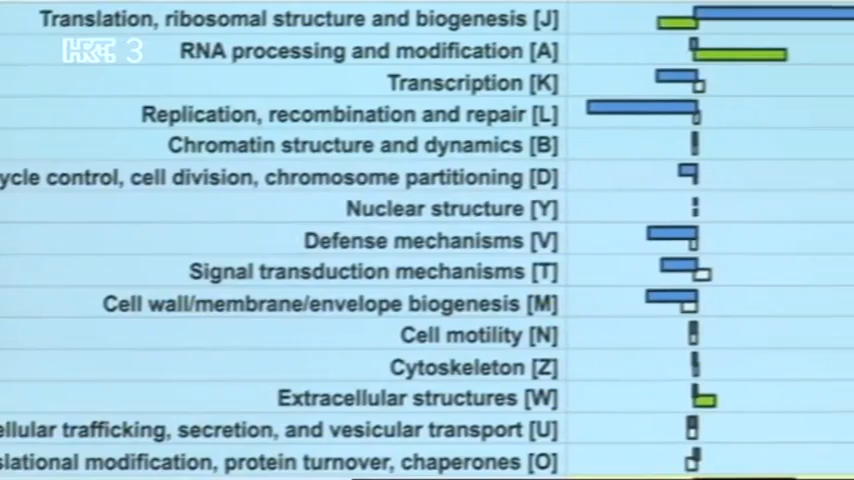 Translation, ribosomal structure and biogenesis [J]
HRT 3
RNA processing and modification [A]
Transcription [K]
Replication, recombination and repair [L]
Chromatin structure and dynamics [B]
ycle control, cell division, chromosome partitioning [D]
Nuclear structure [Y]
Defense mechanisms [V]
Signal transduction mechanisms [T]
Cell wall/membrane/envelope biogenesis [M]
Cell motility [N]
Cytoskeleton [Z]
Extracellular structures [W]
ellular trafficking, secretion, and vesicular transport [U]
slational modification, protein turnover, chaperones [O]